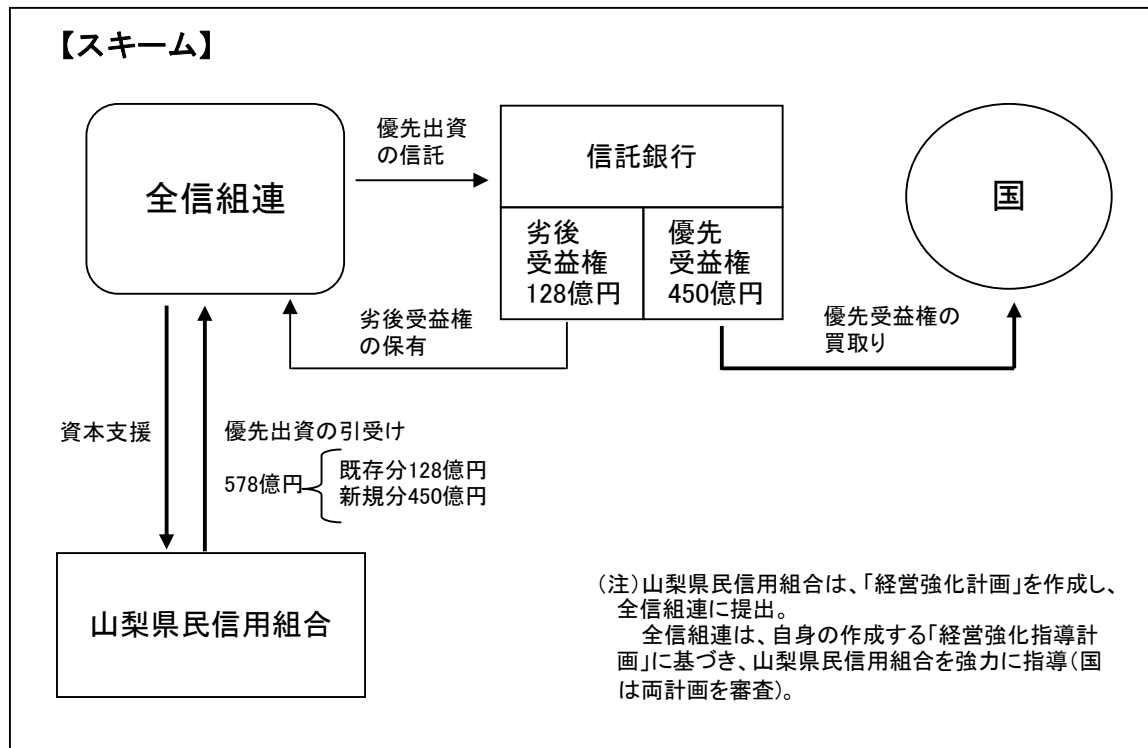 【スキーム】
全信組連
優先出資
の信託
信託銀行
劣後
受益権
128億円
優先
受益権
450億円
国
劣後受益権
の保有
優先受益権の
買取り
資本支援
優先出資の引受け
578億円
既存分128億円
新規分450億円
山梨県民信用組合
(注)山梨県民信用組合は、「経営強化計画」を作成し、
全信組連に提出。
全信組連は、自身の作成する「経営強化指導計
画」に基づき、山梨県民信用組合を強力に指導(国
は両計画を審査)。